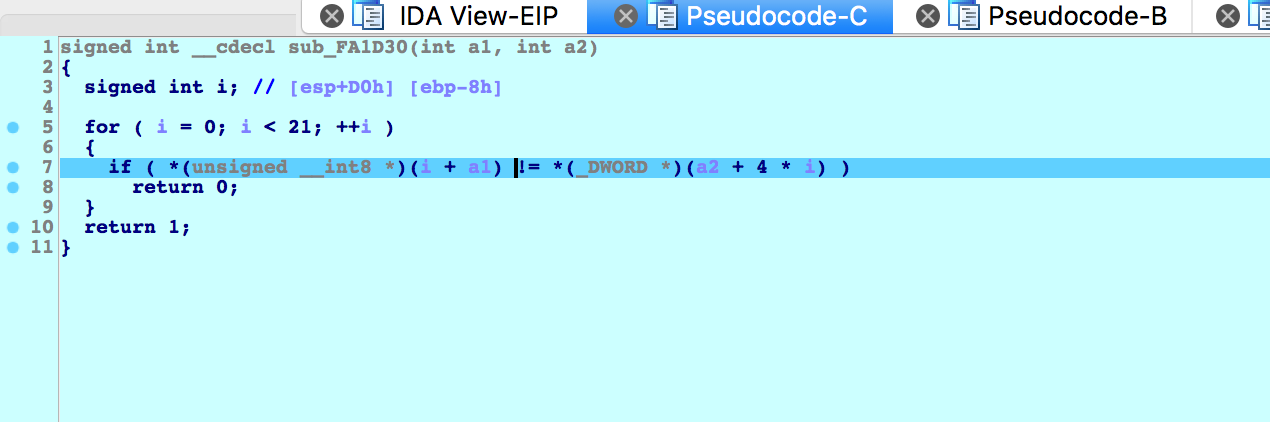 IDA View-EIP Pseudocode-C Pseudocode-B
1 signed int __cdecl sub_FA1D30(int a1, int a2)
2 {
3   signed int i; // [esp+D0h] [ebp-8h]
4
5   for ( i = 0; i < 21; ++i )
6   {
7     if ( *(unsigned __int8 *)(i + a1) != *(_DWORD *)(a2 + 4 * i) )
8       return 0;
9   }
10   return 1;
11 }